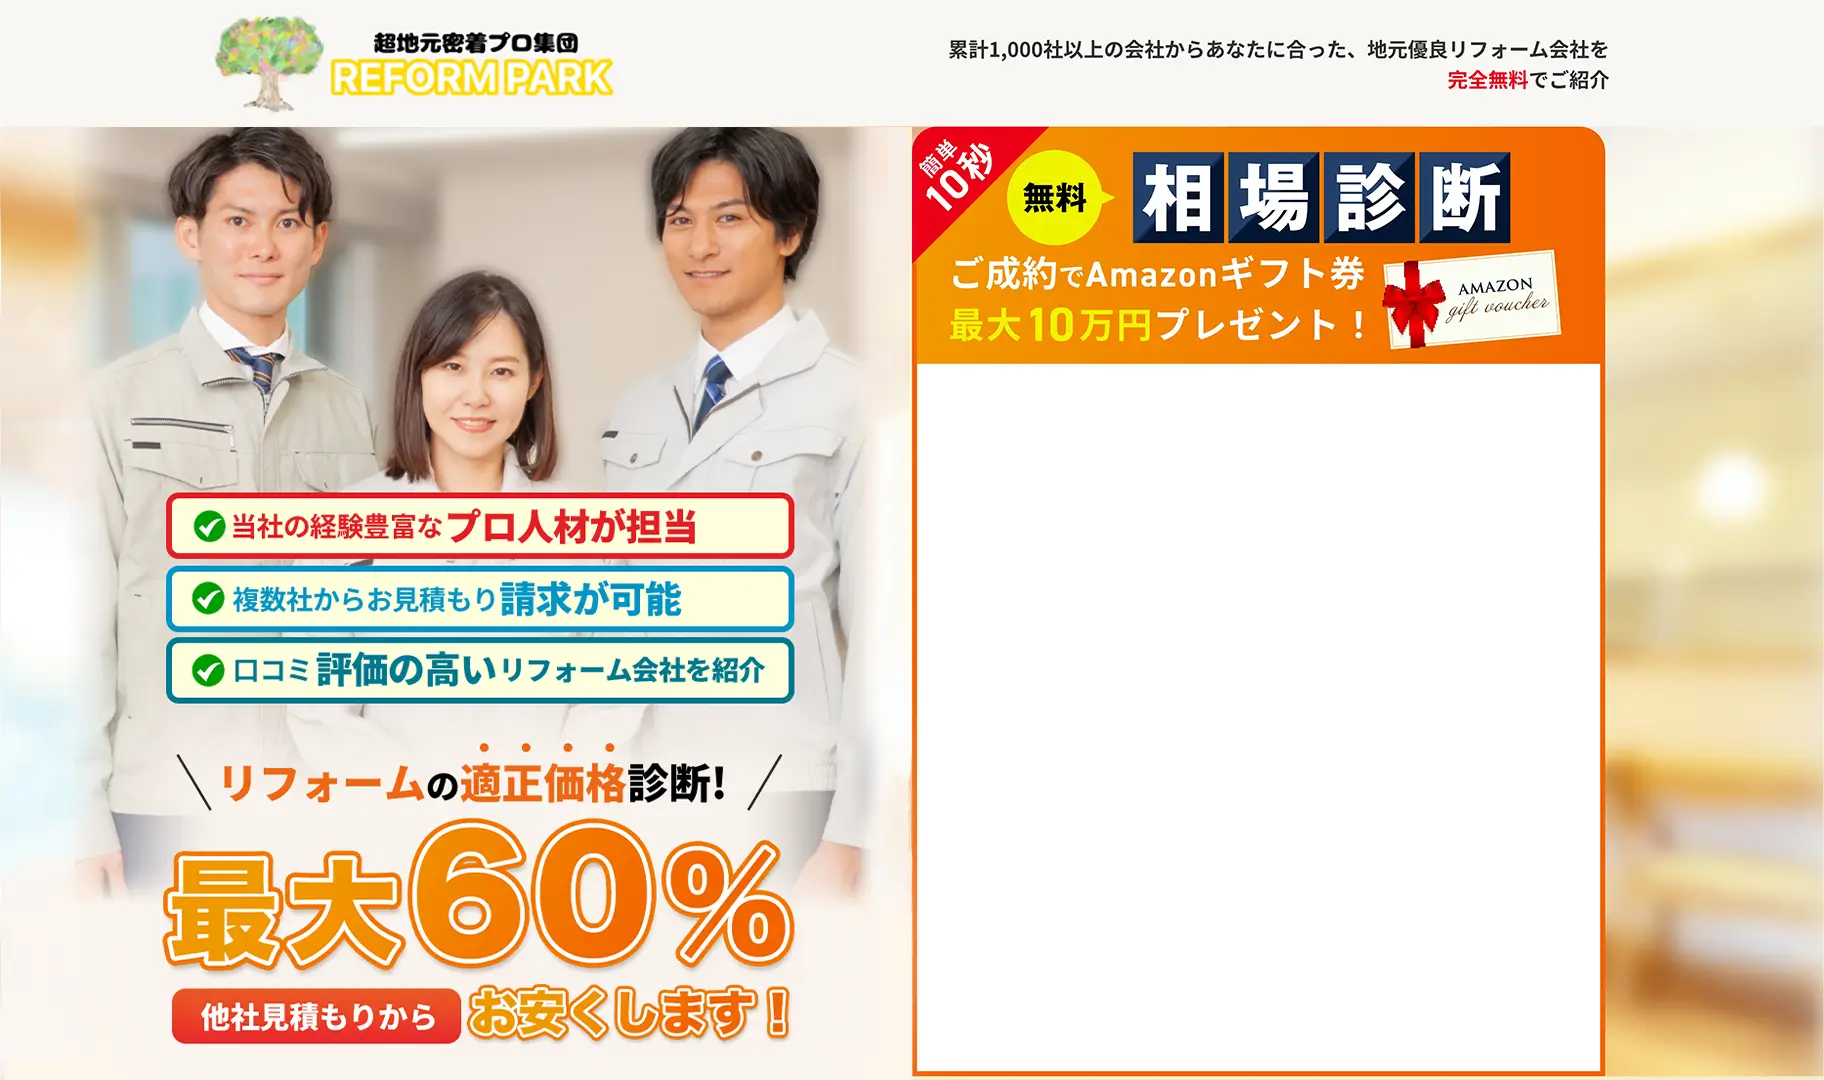 超地元密着プロ集団
REFORM PARK
累計1,000社以上の会社からあなたに合った、地元優良リフォーム会社を
完全無料でご紹介
簡単
10秒
無料
相場診断
ご成約でAmazonギフト券
最大10万円プレゼント！
AMAZON
gift voucher
当社の経験豊富なプロ人材が担当
複数社からお見積もり請求が可能
口コミ評価の高いリフォーム会社を紹介
リフォームの適正価格診断!
最大60%
他社見積もりから
お安くします！